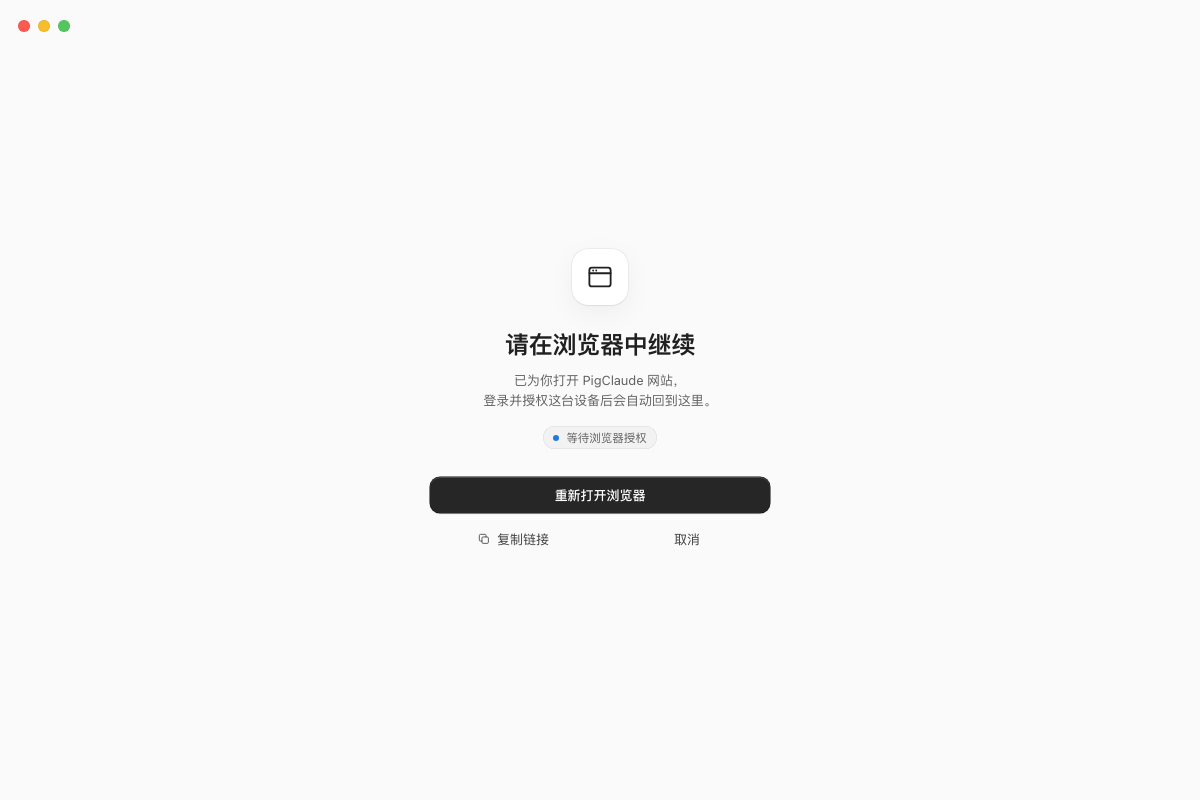 请在浏览器中继续
已为你打开 PigClaude 网站，
登录并授权这台设备后会自动回到这里。
等待浏览器授权
重新打开浏览器
复制链接
取消